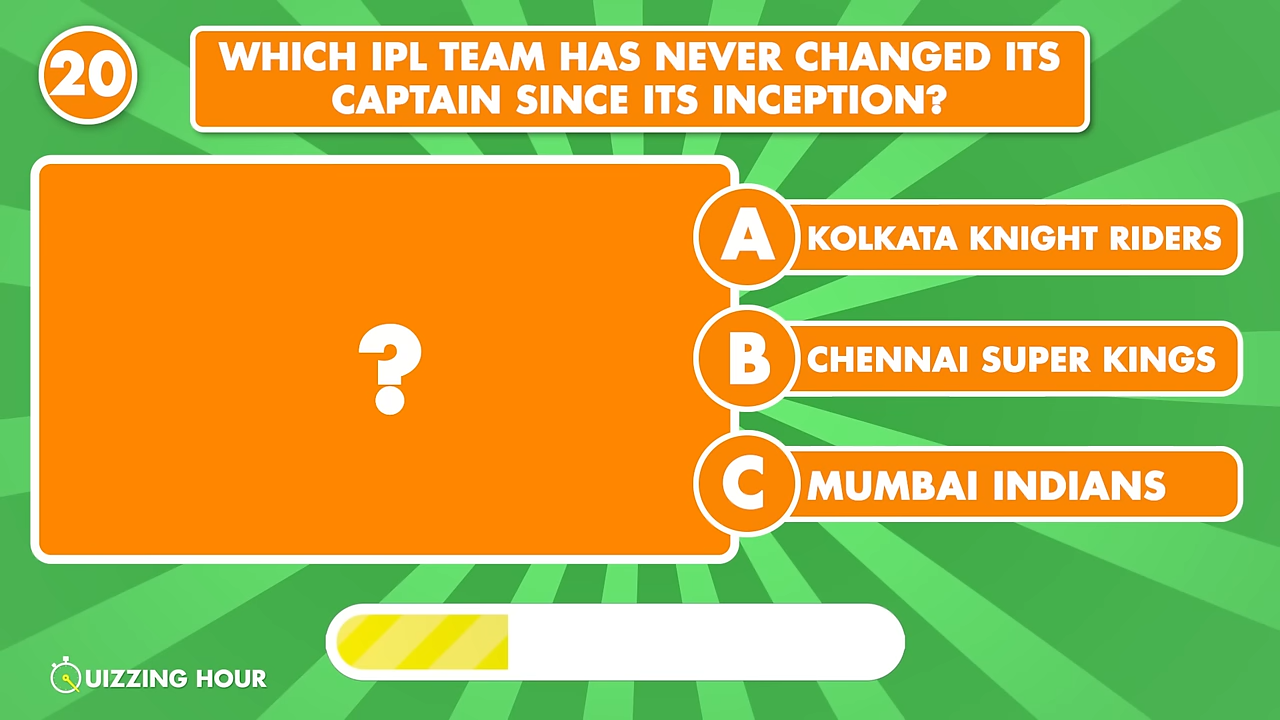 20
WHICH IPL TEAM HAS NEVER CHANGED ITS
CAPTAIN SINCE ITS INCEPTION?
?
A KOLKATA KNIGHT RIDERS
B CHENNAI SUPER KINGS
C MUMBAI INDIANS
QUIZZING HOUR